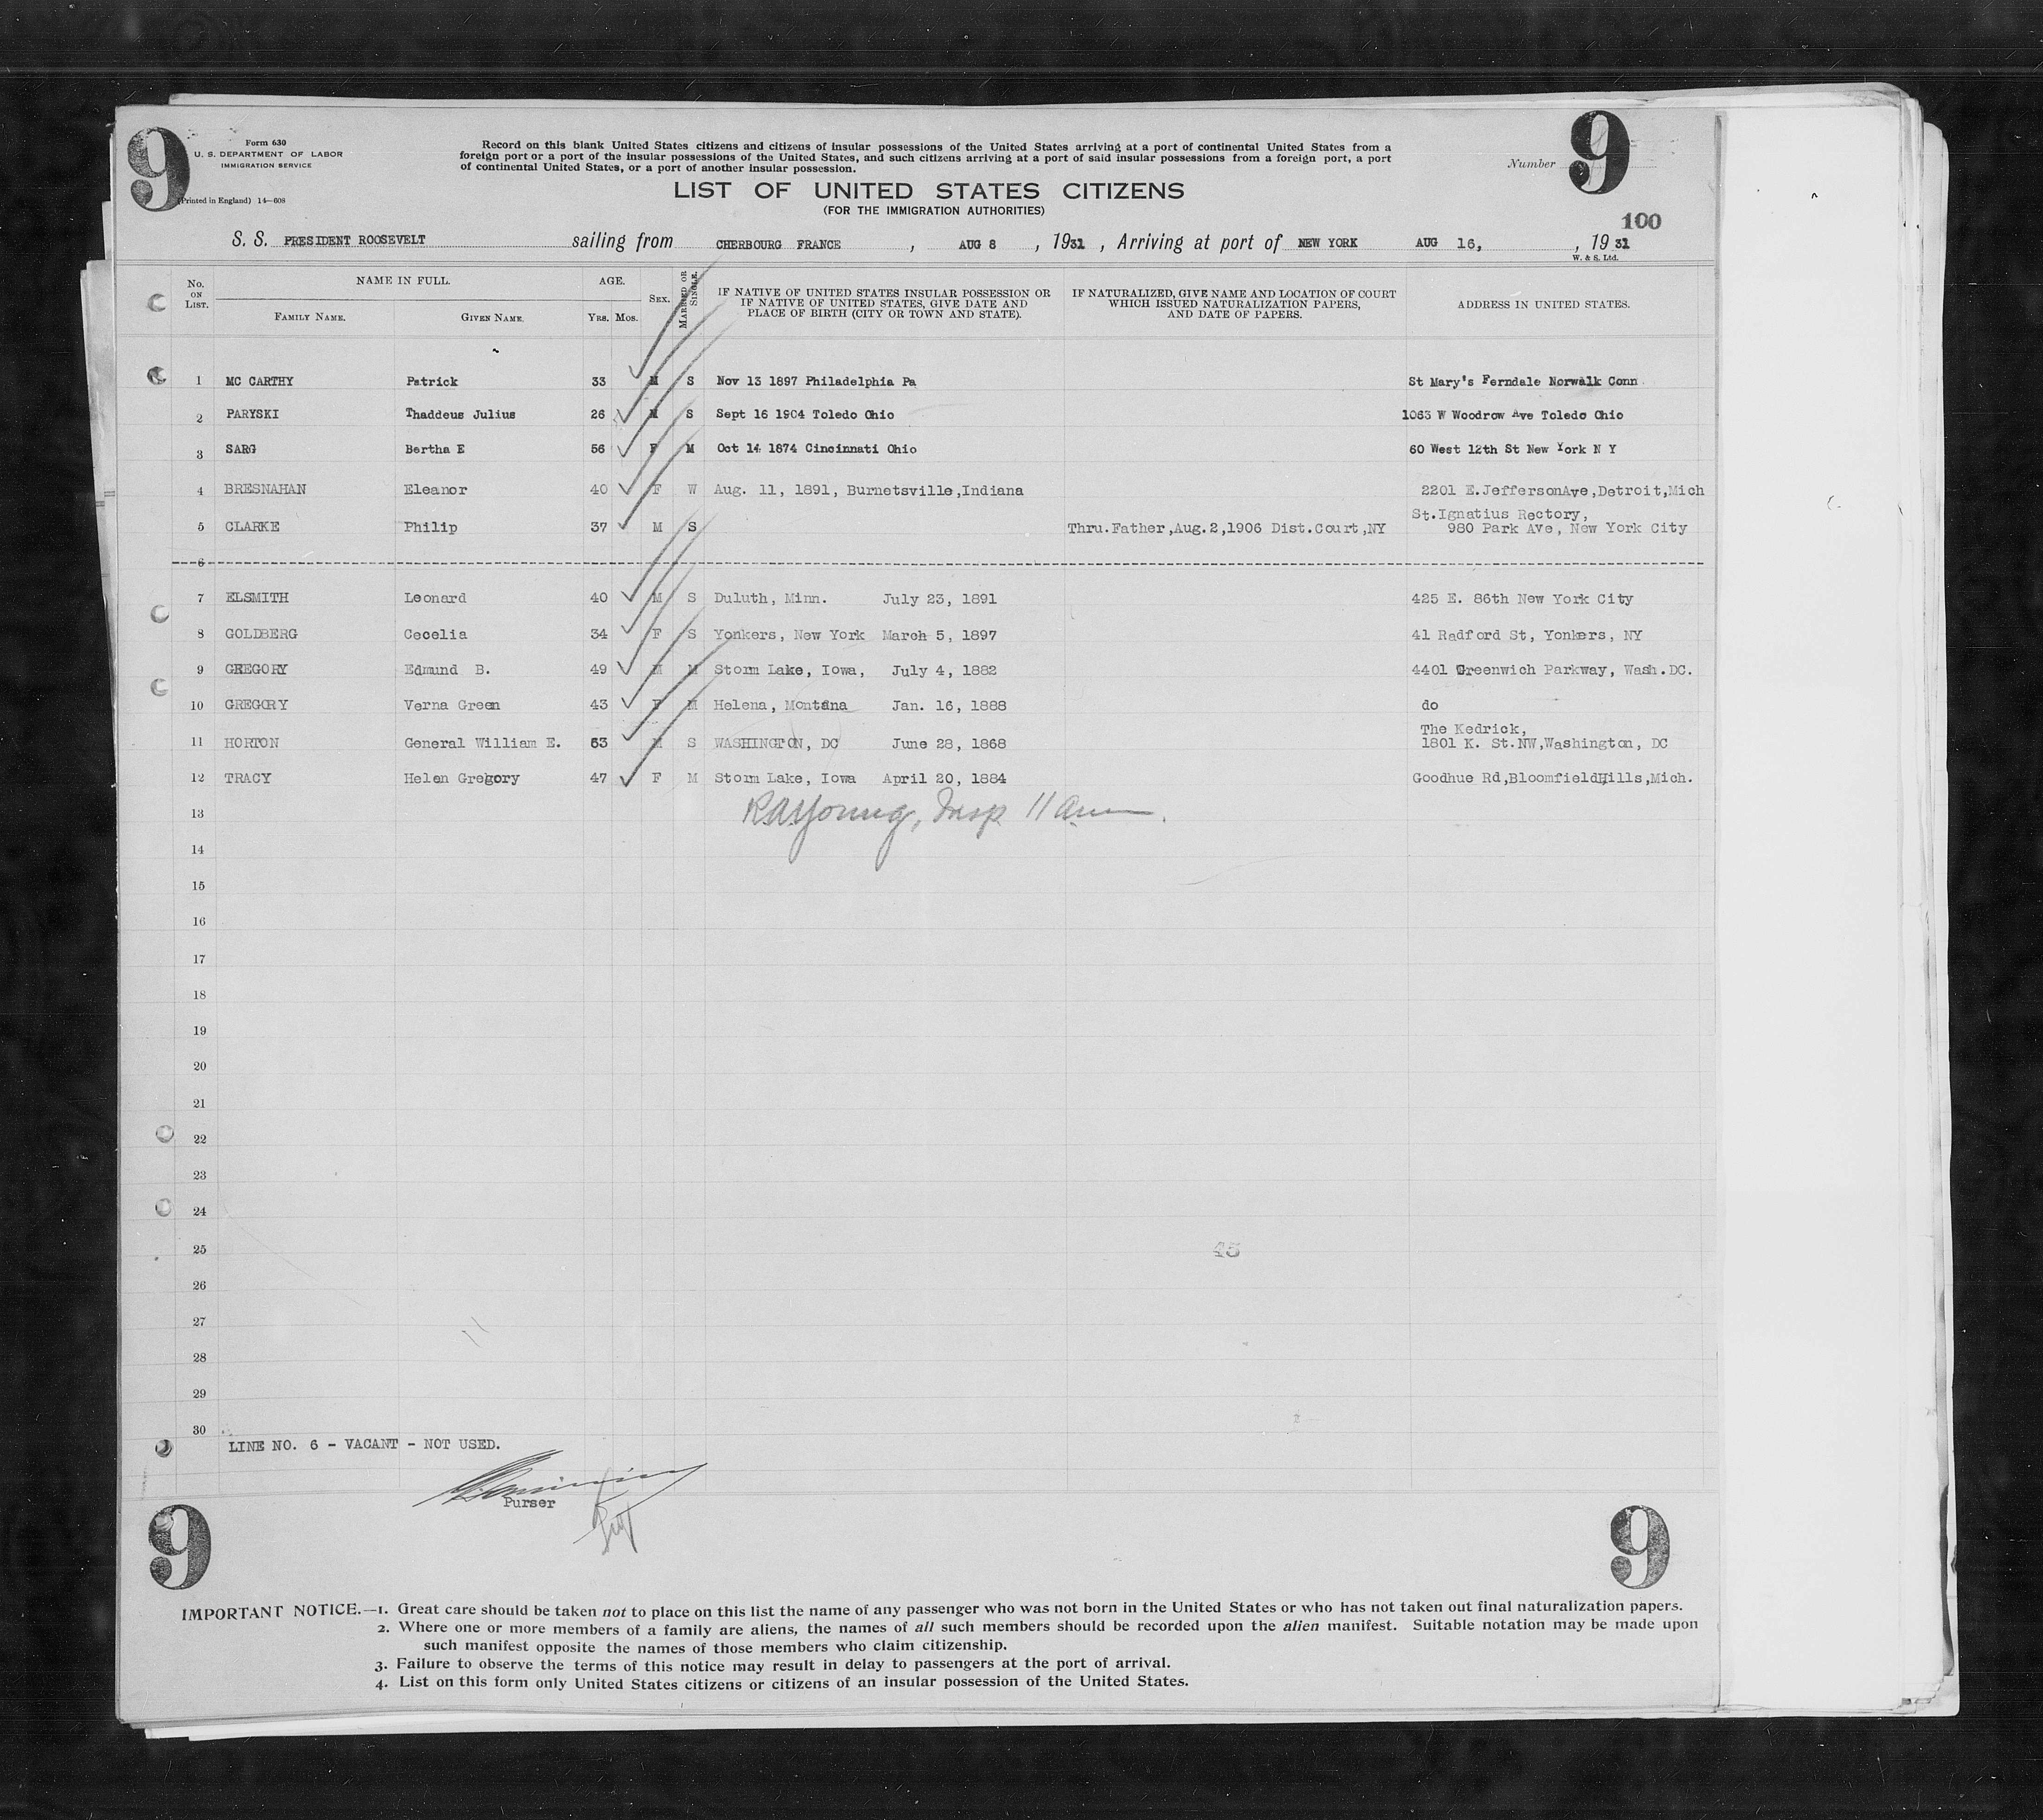 9
Form 630
U. S. DEPARTMENT OF LABOR
IMMIGRATION SERVICE
(Printed in England) 14—608
Record on this blank United States citizens and citizens of insular possessions of the United States arriving at a port of continental United States from a
foreign port or a port of the insular possessions of the United States, and such citizens arriving at a port of said insular possessions from a foreign port, a port
of continental United States, or a port of another insular possession.
LIST OF UNITED STATES CITIZENS
(FOR THE IMMIGRATION AUTHORITIES)
Number 9
100
S. S. PRESIDENT ROOSEVELT sailing from CHERBOURG FRANCE , AUG 8 , 1931 , Arriving at port of NEW YORK AUG 16, , 19 31
W. & S. Ltd.
No. ON LIST. NAME IN FULL. AGE. SEX. MARRIED OR SINGLE. IF NATIVE OF UNITED STATES INSULAR POSSESSION OR IF NATIVE OF UNITED STATES, GIVE DATE AND PLACE OF BIRTH (CITY OR TOWN AND STATE). IF NATURALIZED, GIVE NAME AND LOCATION OF COURT WHICH ISSUED NATURALIZATION PAPERS, AND DATE OF PAPERS. ADDRESS IN UNITED STATES.
FAMILY NAME. GIVEN NAME. YRS. MOS.
1 MC CARTHY Patrick 33 M S Nov 13 1897 Philadelphia Pa St Mary's Ferndale Norwalk Conn
2 PARYSKI Thaddeus Julius 26 M S Sept 16 1904 Toledo Ohio 1063 W Woodrow Ave Toledo Ohio
3 SARG Bertha E 56 F M Oct 14 1874 Cincinnati Ohio 60 West 12th St New York N Y
4 BRESNAHAN Eleanor 40 F W Aug. 11, 1891, Burnetsville,Indiana 2201 E.JeffersonAve,Detroit,Mich
St.Ignatius Rectory,
5 CLARKE Philip 37 M S Thru.Father,Aug.2,1906 Dist.Court,NY 980 Park Ave, New York City
6
7 ELSMITH Leonard 40 M S Duluth, Minn. July 23, 1891 425 E. 86th New York City
8 GOLDBERG Cecelia 34 F S Yonkers, New York March 5, 1897 41 Radford St, Yonkers, NY
9 GREGORY Edmund B. 49 M M Storm Lake, Iowa, July 4, 1882 4401 Greenwich Parkway, Wash.DC.
10 GREGORY Verna Green 43 F M Helena, Montana Jan. 16, 1888 do
The Kedrick,
11 HORTON General William E. 63 M S WASHINGTON, DC June 28, 1868 1801 K. St.NW,Washington, DC
12 TRACY Helen Gregory 47 F M Storm Lake, Iowa April 20, 1884 Goodhue Rd,BloomfieldHills,Mich.
13 RAYoung, Insp 11 am
14
15
16
17
18
19
20
21
22
23
24
25 45
26
27
28
29
30
LINE NO. 6 - VACANT - NOT USED.
Purser
9
9
IMPORTANT NOTICE.—1. Great care should be taken not to place on this list the name of any passenger who was not born in the United States or who has not taken out final naturalization papers.
2. Where one or more members of a family are aliens, the names of all such members should be recorded upon the alien manifest. Suitable notation may be made upon
such manifest opposite the names of those members who claim citizenship.
3. Failure to observe the terms of this notice may result in delay to passengers at the port of arrival.
4. List on this form only United States citizens or citizens of an insular possession of the United States.